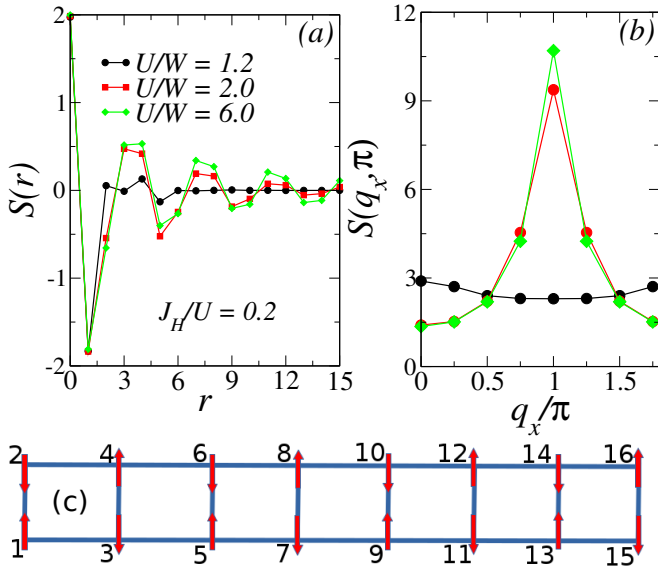 2
1
0
-1
-2
S(r)
(a)
U/W = 1.2
U/W = 2.0
U/W = 6.0
J_H/U = 0.2
0 3 6 9 12 15
r
12
9
6
3
0
S(q_x,π)
(b)
0 0.5 1 1.5
q_x/π
2 4 6 8 10 12 14 16
(c)
1 3 5 7 9 11 13 15